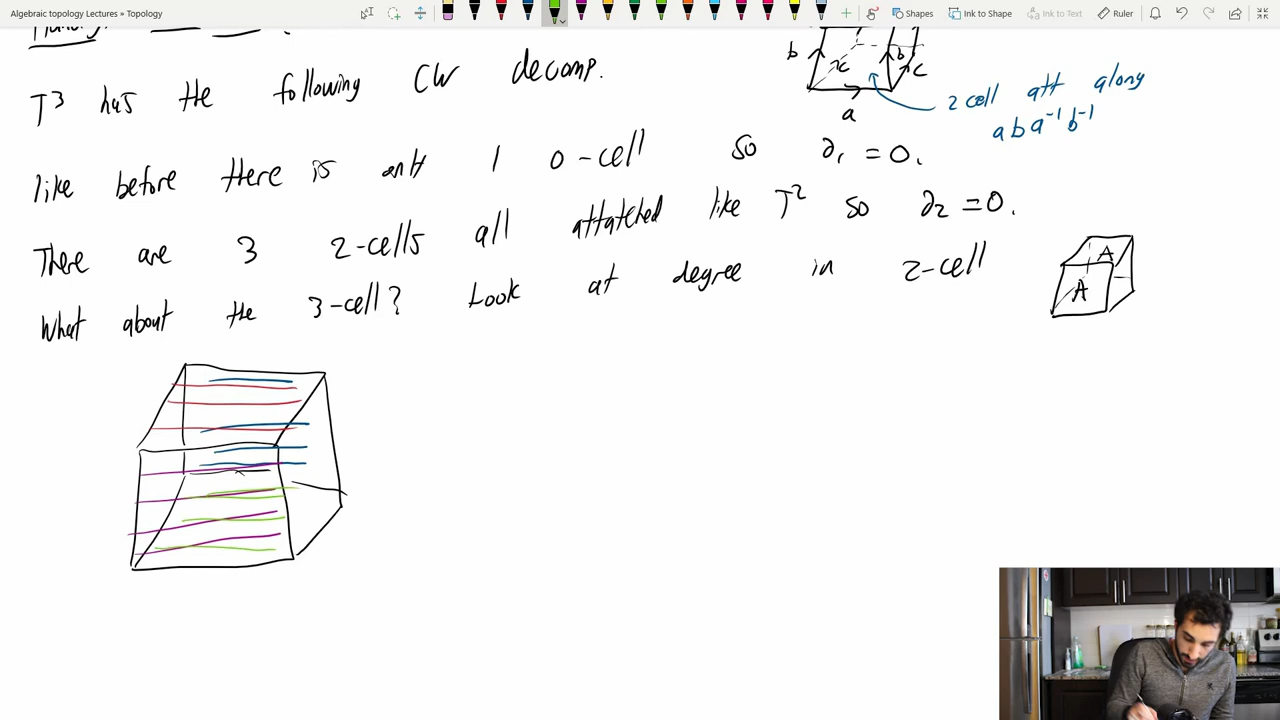 Algebraic topology Lectures » Topology
Shapes
Ink to Shape
Ink to Text
Ruler
T³ has the following CW decomp.
b
c
b
c
a
2 cell att along
a b a⁻¹ b⁻¹
like before there is only 1 0-cell so ∂₁ = 0.
There are 3 2-cells all attatched like T² so ∂₂ = 0.
What about the 3-cell? Look at degree in 2-cell
A
A